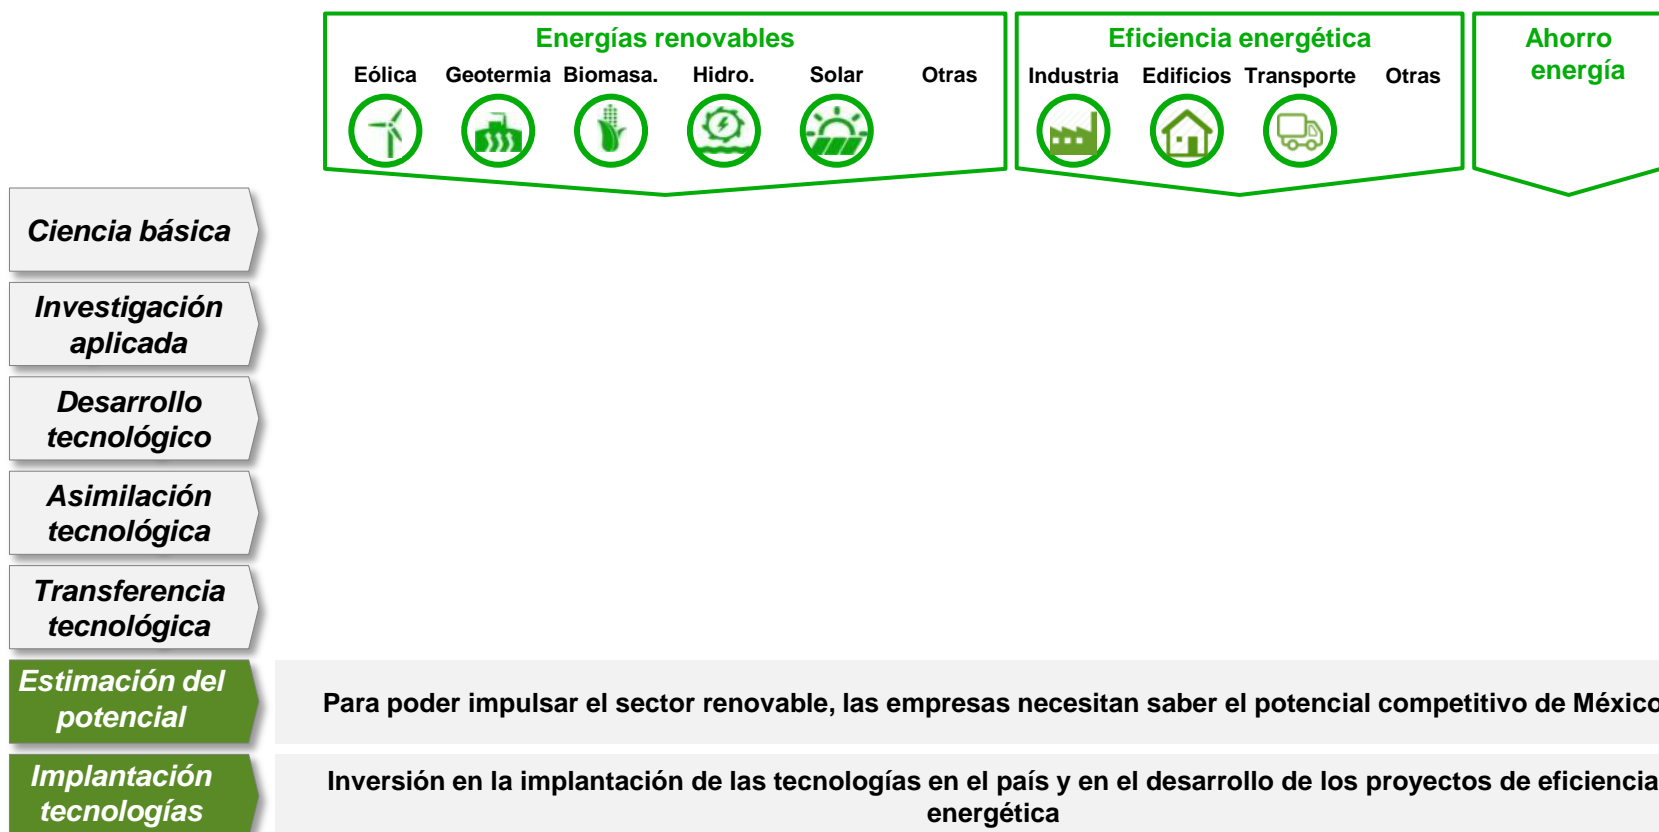 Energías renovables
Eólica Geotermia Biomasa. Hidro. Solar Otras
Eficiencia energética
Industria Edificios Transporte Otras
Ahorro
energía
Ciencia básica
Investigación
aplicada
Desarrollo
tecnológico
Asimilación
tecnológica
Transferencia
tecnológica
Estimación del
potencial
Para poder impulsar el sector renovable, las empresas necesitan saber el potencial competitivo de México
Implantación
tecnologías
Inversión en la implantación de las tecnologías en el país y en el desarrollo de los proyectos de eficiencia
energética